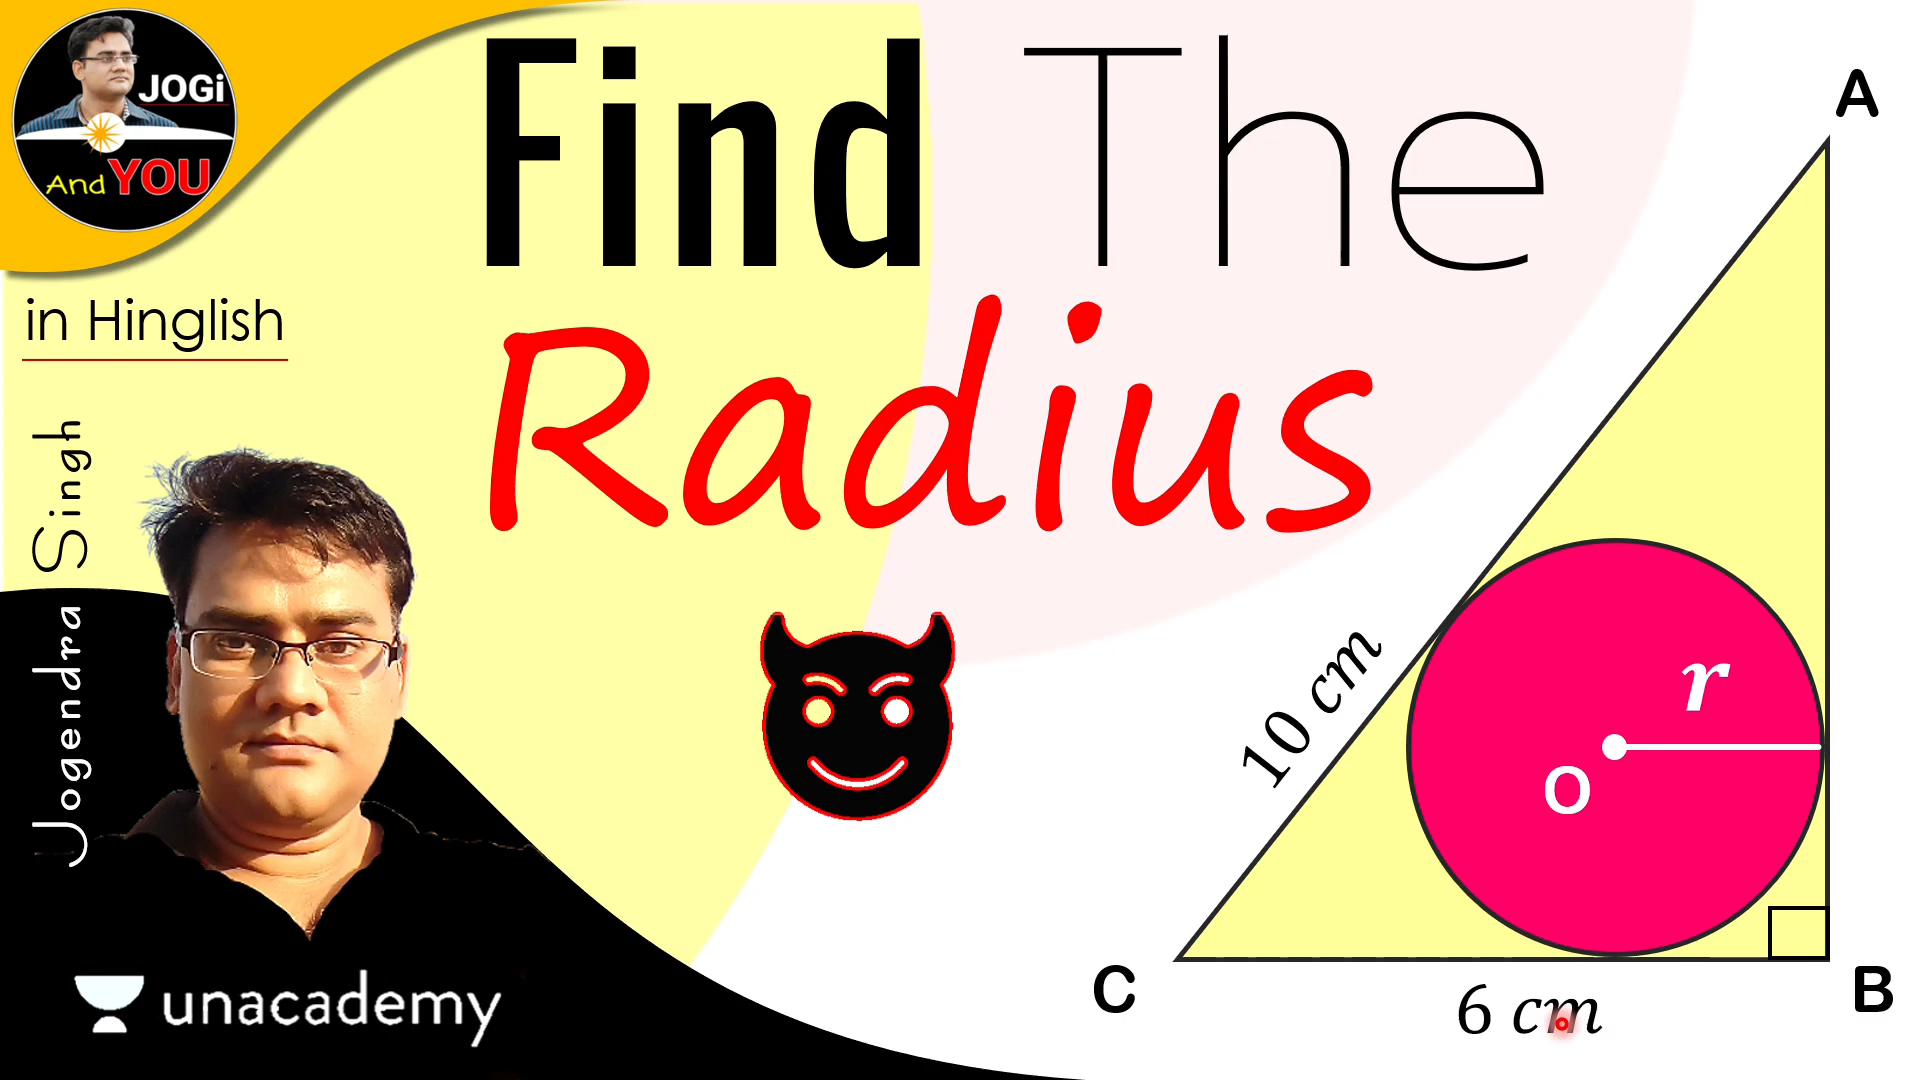 JOGi
And YOU
in Hinglish
Jogendra Singh
unacademy
Find The
Radius
A
10 cm
r
O
C
B
6 cm